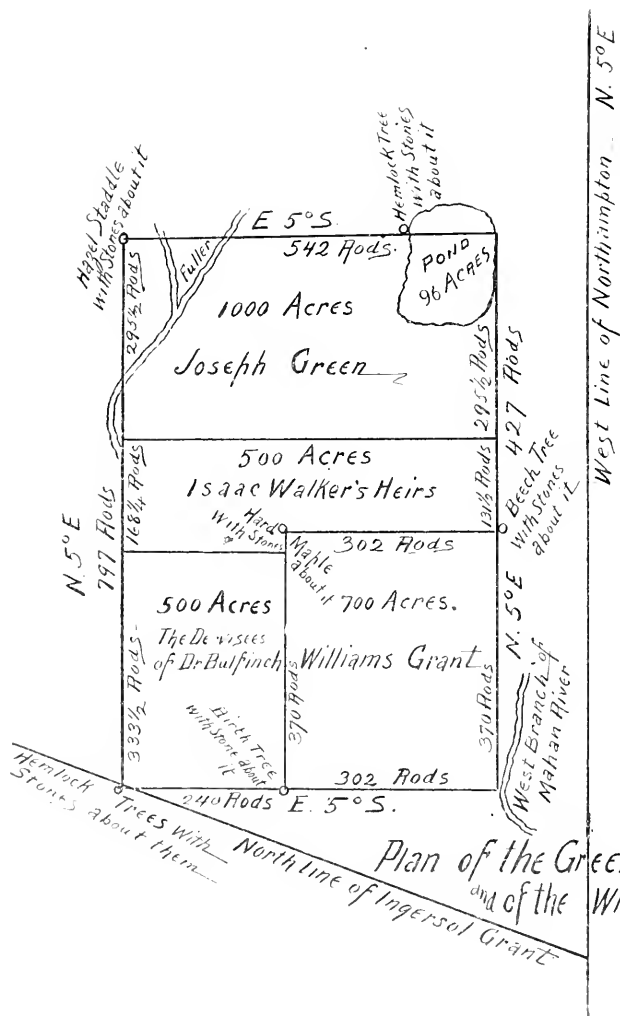 N. 5° E
West Line of Northampton
Hemlock Tree
with Stones
about it
Hazel Staddle
with Stones about it
E 5° S.
542 Rods.
Fuller
POND
96 ACRES
295½ Rods
1000 Acres
Joseph Green
295½ Rods
427 Rods
500 Acres
Isaac Walker's Heirs
168¼ Rods
131½ Rods
Beech Tree
with Stones
about it
N. 5° E
797 Rods
Hard
with Stones
Maple
about it
302 Rods
500 Acres
The Devisees
of Dr Bulfinch
700 Acres.
Williams Grant
N. 5° E
333½ Rods
370 Rods
370 Rods
West Branch of
Mahan River
Birth Tree
with Stone about
it
302 Rods
240 Rods E. 5° S.
Hemlock Trees With
Stones about them
North line of Ingersol Grant
Plan of the Gree
and of the Wi